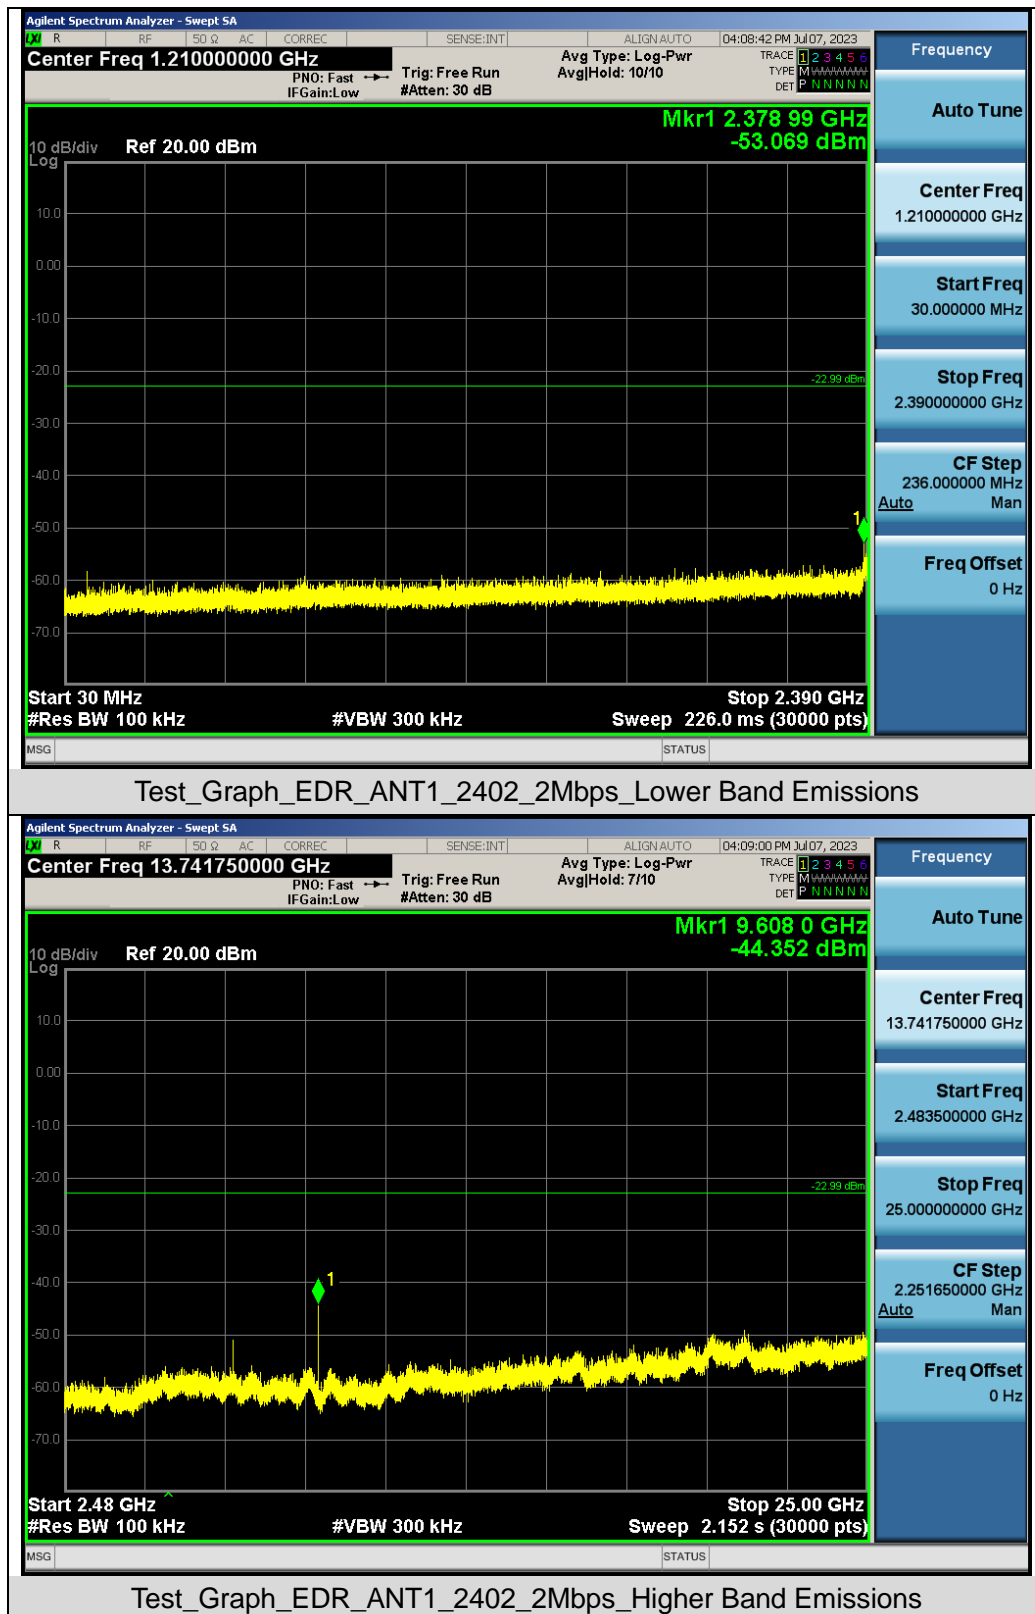 Agilent Spectrum Analyzer - Swept SA
LXI R RF 50 Ω AC CORREC SENSE:INT ALIGN AUTO 04:08:42 PM Jul 07, 2023
Center Freq 1.210000000 GHz
PNO: Fast
IFGain:Low
Trig: Free Run
#Atten: 30 dB
Avg Type: Log-Pwr
Avg|Hold: 10/10
TRACE 1 2 3 4 5 6
TYPE M WWWWW
DET P N N N N N
Mkr1 2.378 99 GHz
-53.069 dBm
10 dB/div
Log
Ref 20.00 dBm
10.0
0.00
-10.0
-20.0
-22.99 dBm
-30.0
-40.0
-50.0
1
-60.0
-70.0
Start 30 MHz
Stop 2.390 GHz
#Res BW 100 kHz
#VBW 300 kHz
Sweep 226.0 ms (30000 pts)
MSG
STATUS
Frequency
Auto Tune
Center Freq
1.210000000 GHz
Start Freq
30.000000 MHz
Stop Freq
2.390000000 GHz
CF Step
236.000000 MHz
Auto Man
Freq Offset
0 Hz
Test_Graph_EDR_ANT1_2402_2Mbps_Lower Band Emissions
Agilent Spectrum Analyzer - Swept SA
LXI R RF 50 Ω AC CORREC SENSE:INT ALIGN AUTO 04:09:00 PM Jul 07, 2023
Center Freq 13.741750000 GHz
PNO: Fast
IFGain:Low
Trig: Free Run
#Atten: 30 dB
Avg Type: Log-Pwr
Avg|Hold: 7/10
TRACE 1 2 3 4 5 6
TYPE M WWWWW
DET P N N N N N
Mkr1 9.608 0 GHz
-44.352 dBm
10 dB/div
Log
Ref 20.00 dBm
10.0
0.00
-10.0
-20.0
-22.99 dBm
-30.0
-40.0
1
-50.0
-60.0
-70.0
Start 2.48 GHz
Stop 25.00 GHz
#Res BW 100 kHz
#VBW 300 kHz
Sweep 2.152 s (30000 pts)
MSG
STATUS
Frequency
Auto Tune
Center Freq
13.741750000 GHz
Start Freq
2.483500000 GHz
Stop Freq
25.000000000 GHz
CF Step
2.251650000 GHz
Auto Man
Freq Offset
0 Hz
Test_Graph_EDR_ANT1_2402_2Mbps_Higher Band Emissions